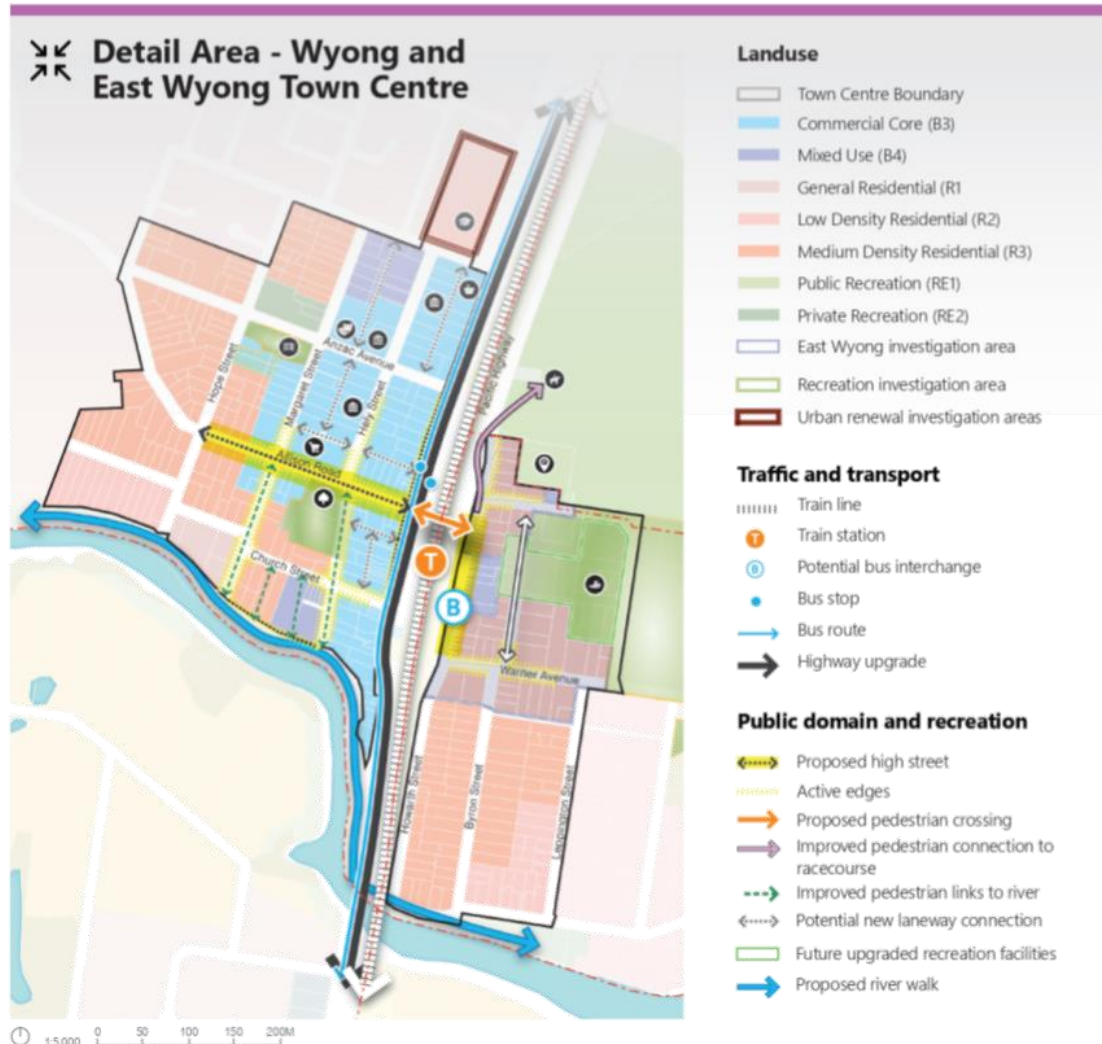 Detail Area - Wyong and
East Wyong Town Centre
Anzac Avenue
Hope Street
Margaret Street
Hely Street
Pacific Highway
Alison Road
T
Church Street
B
Warner Avenue
Howarth Street
Byron Street
Leppington Street
1:5,000 0 50 100 150 200M
Landuse
Town Centre Boundary
Commercial Core (B3)
Mixed Use (B4)
General Residential (R1
Low Density Residential (R2)
Medium Density Residential (R3)
Public Recreation (RE1)
Private Recreation (RE2)
East Wyong investigation area
Recreation investigation area
Urban renewal investigation areas
Traffic and transport
Train line
T Train station
B Potential bus interchange
Bus stop
Bus route
Highway upgrade
Public domain and recreation
Proposed high street
Active edges
Proposed pedestrian crossing
Improved pedestrian connection to
racecourse
Improved pedestrian links to river
Potential new laneway connection
Future upgraded recreation facilities
Proposed river walk